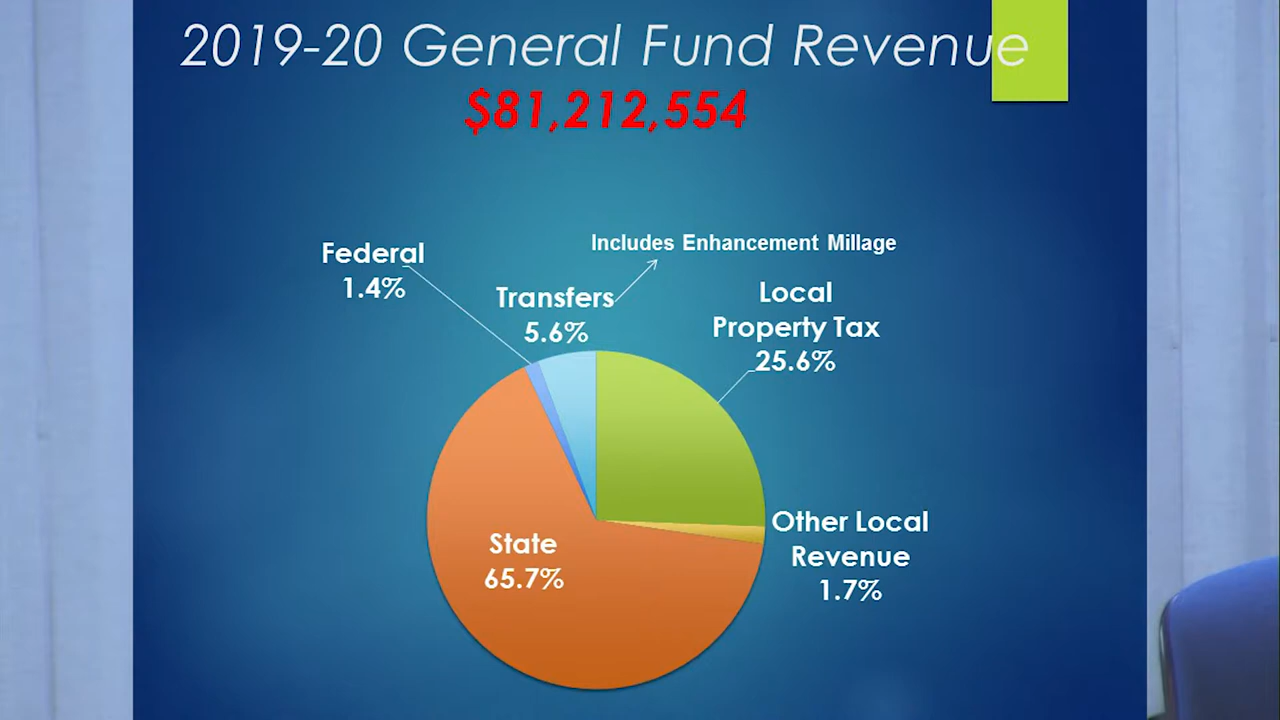 2019-20 General Fund Revenue
$81,212,554
Includes Enhancement Millage
Federal
1.4%
Transfers
5.6%
Local
Property Tax
25.6%
Other Local
Revenue
1.7%
State
65.7%